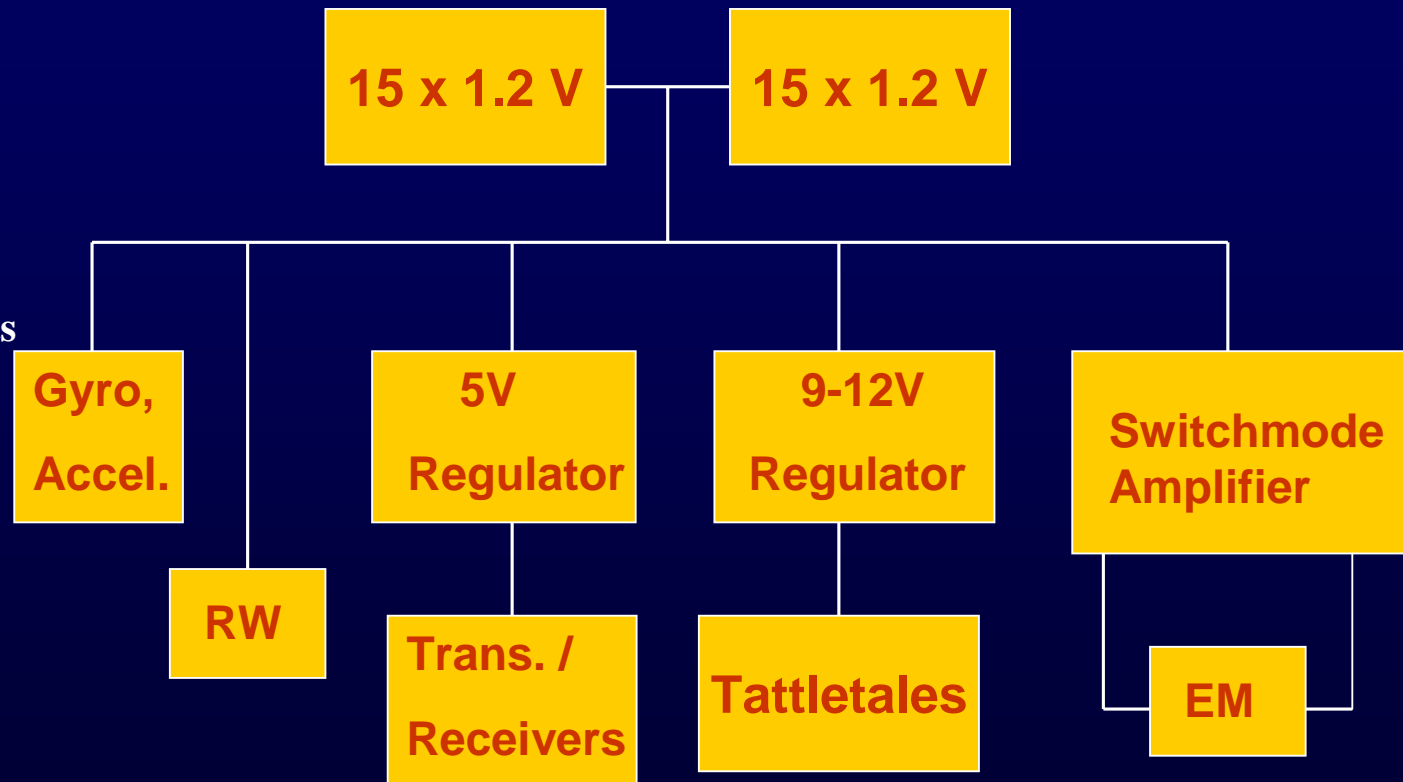 15 x 1.2 V
15 x 1.2 V
s
Gyro,
Accel.
5V
Regulator
9-12V
Regulator
Switchmode
Amplifier
RW
Trans. /
Receivers
Tattletales
EM